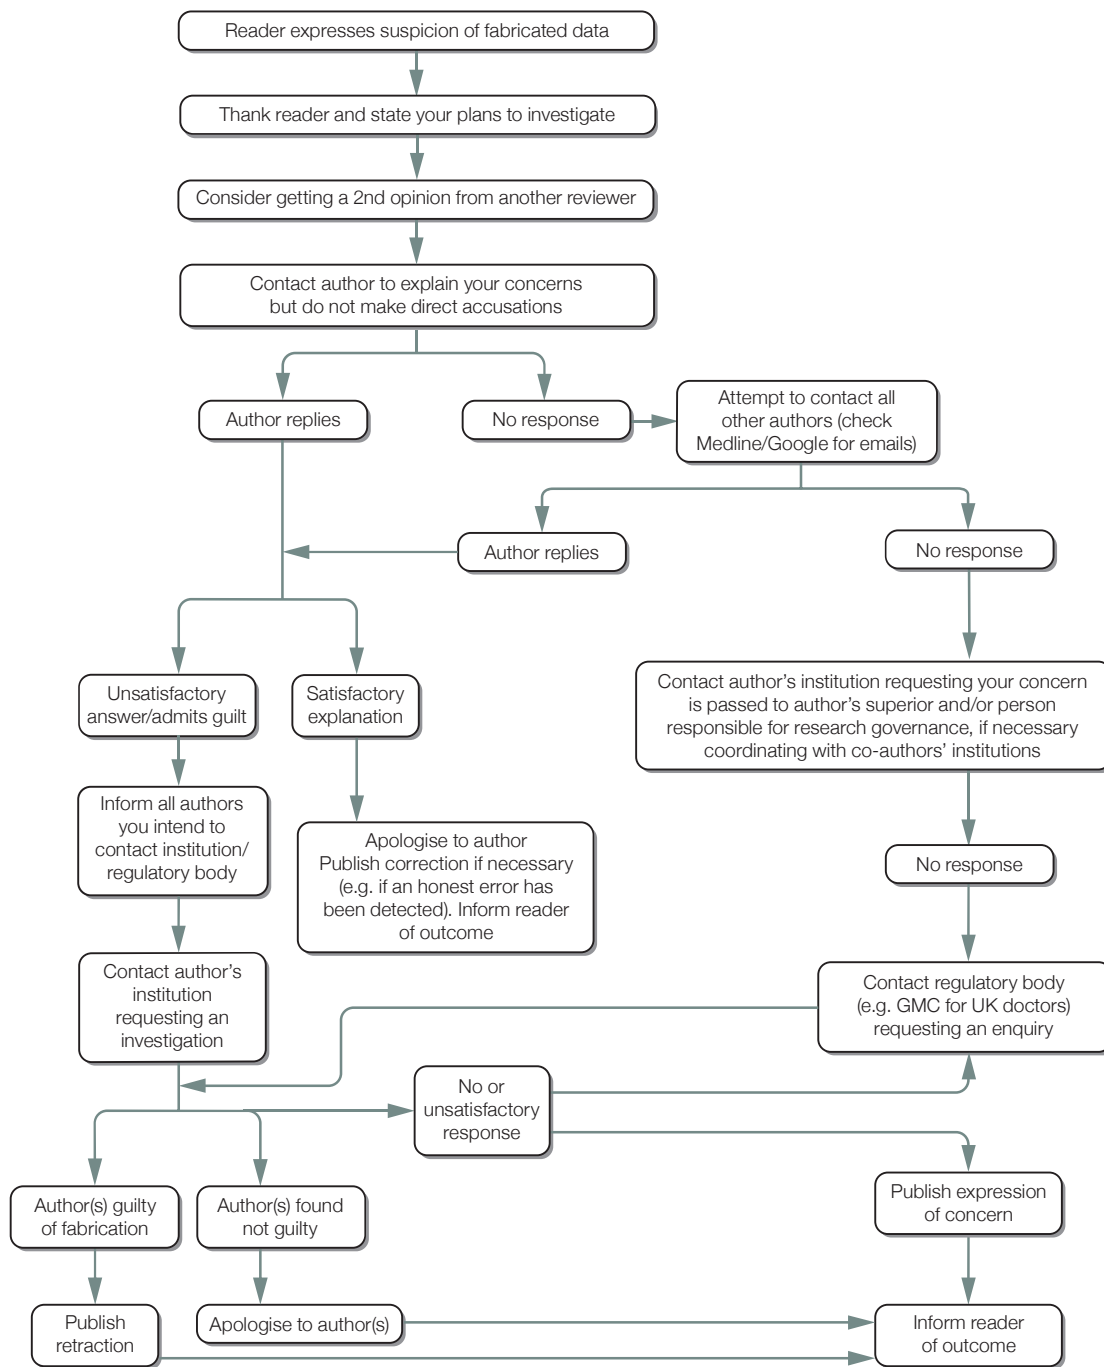 Reader expresses suspicion of fabricated data
Thank reader and state your plans to investigate
Consider getting a 2nd opinion from another reviewer
Contact author to explain your concerns
but do not make direct accusations
Author replies
No response
Attempt to contact all
other authors (check
Medline/Google for emails)
Author replies
No response
Unsatisfactory
answer/admits guilt
Satisfactory
explanation
Contact author’s institution requesting your concern
is passed to author’s superior and/or person
responsible for research governance, if necessary
coordinating with co-authors’ institutions
Inform all authors
you intend to
contact institution/
regulatory body
Apologise to author
Publish correction if necessary
(e.g. if an honest error has
been detected). Inform reader
of outcome
No response
Contact author’s
institution
requesting an
investigation
Contact regulatory body
(e.g. GMC for UK doctors)
requesting an enquiry
No or
unsatisfactory
response
Author(s) guilty
of fabrication
Author(s) found
not guilty
Publish expression
of concern
Publish
retraction
Apologise to author(s)
Inform reader
of outcome